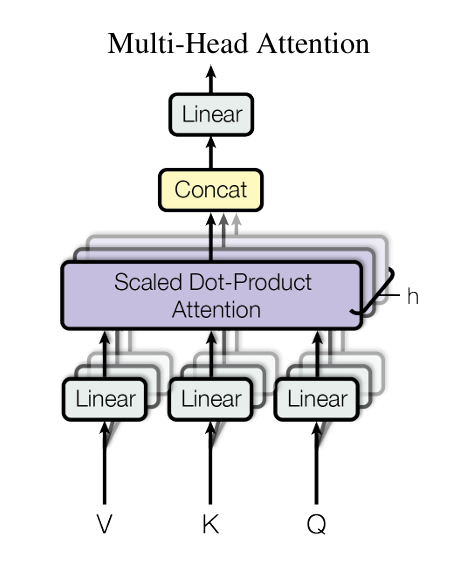 Multi-Head Attention
Linear
Concat
Scaled Dot-Product
Attention
h
Linear
Linear
Linear
V
K
Q